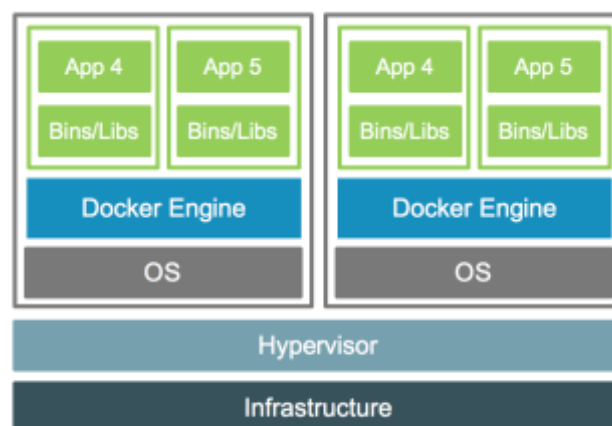 App 4 App 5 App 4 App 5
Bins/Libs Bins/Libs Bins/Libs Bins/Libs
Docker Engine Docker Engine
OS OS
Hypervisor
Infrastructure